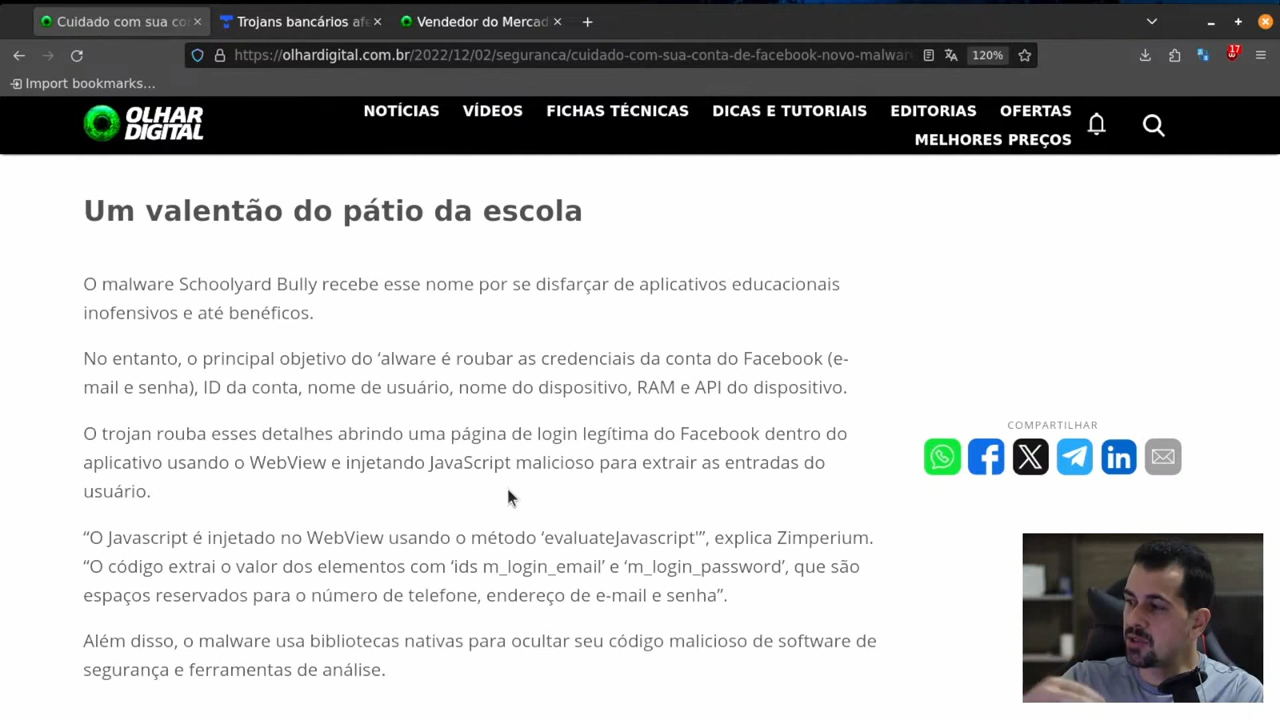 Cuidado com sua co
Trojans bancários afe
Vendedor do Mercad
https://olhardigital.com.br/2022/12/02/seguranca/cuidado-com-sua-conta-de-facebook-novo-malwar
120%
17
Import bookmarks...
OLHAR
DIGITAL
NOTÍCIAS VÍDEOS FICHAS TÉCNICAS DICAS E TUTORIAIS EDITORIAS OFERTAS
MELHORES PREÇOS
Um valentão do pátio da escola
O malware Schoolyard Bully recebe esse nome por se disfarçar de aplicativos educacionais
inofensivos e até benéficos.
No entanto, o principal objetivo do ‘alware é roubar as credenciais da conta do Facebook (e-
mail e senha), ID da conta, nome de usuário, nome do dispositivo, RAM e API do dispositivo.
O trojan rouba esses detalhes abrindo uma página de login legítima do Facebook dentro do
aplicativo usando o WebView e injetando JavaScript malicioso para extrair as entradas do
usuário.
COMPARTILHAR
“O Javascript é injetado no WebView usando o método ‘evaluateJavascript'”, explica Zimperium.
“O código extrai o valor dos elementos com ‘ids m_login_email’ e ‘m_login_password’, que são
espaços reservados para o número de telefone, endereço de e-mail e senha”.
Além disso, o malware usa bibliotecas nativas para ocultar seu código malicioso de software de
segurança e ferramentas de análise.